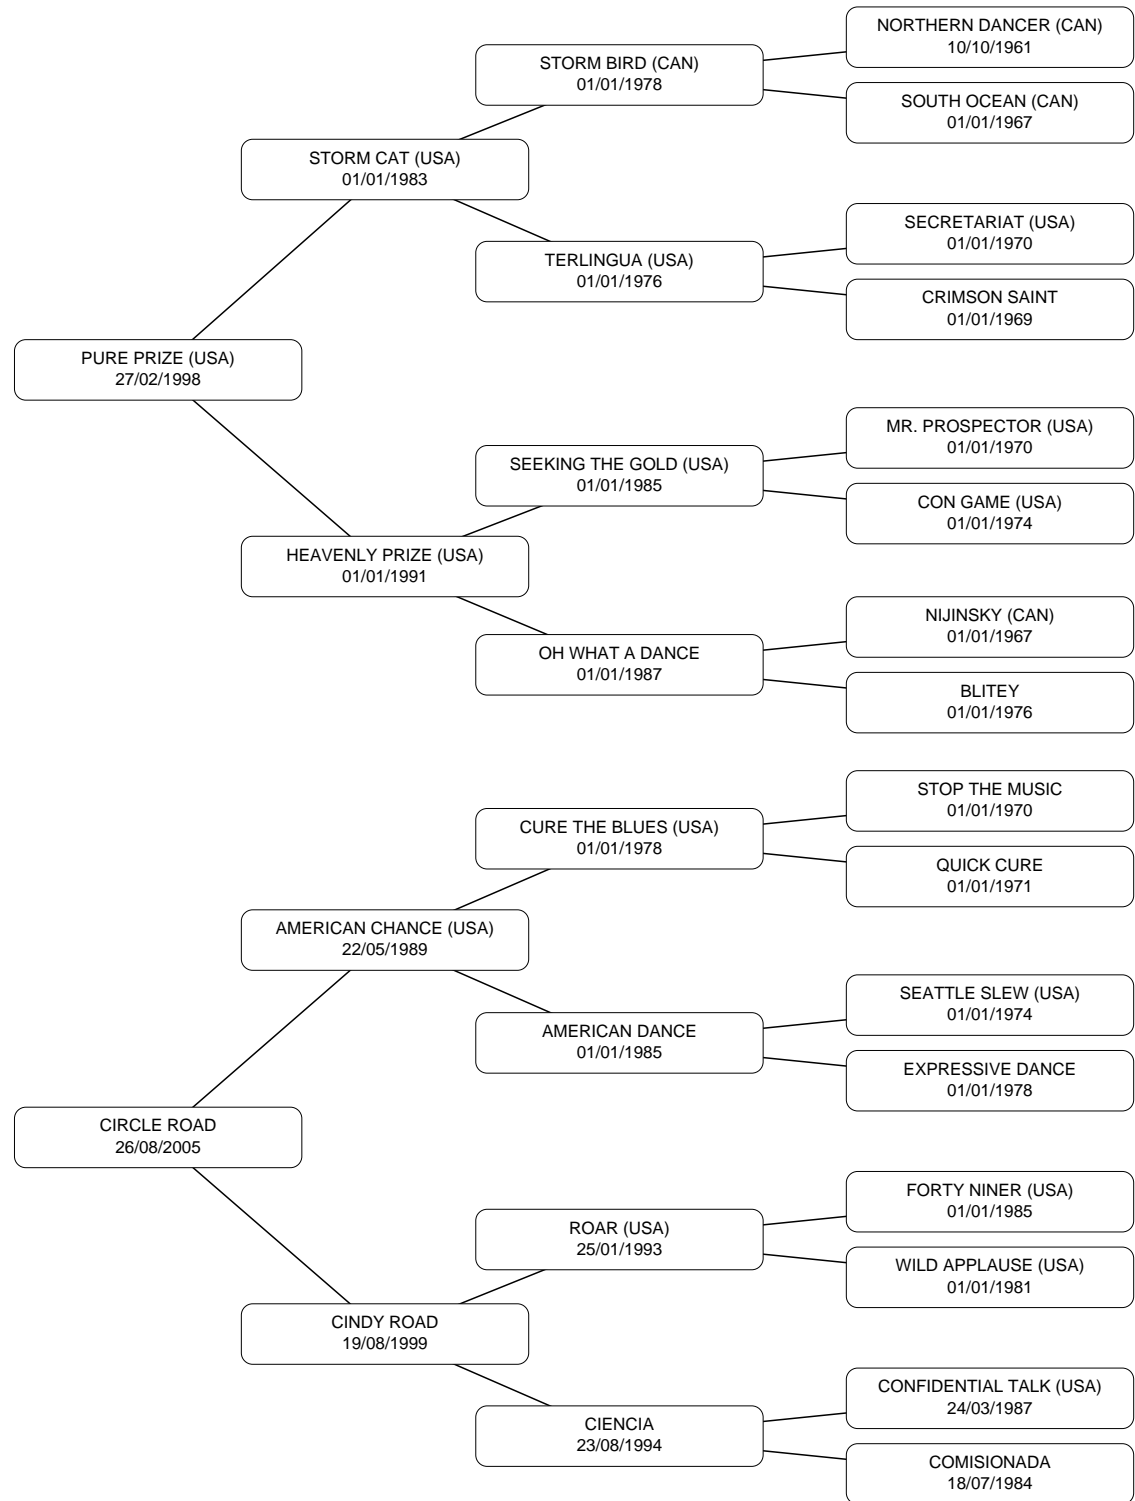 NORTHERN DANCER (CAN)
10/10/1961
STORM BIRD (CAN)
01/01/1978
SOUTH OCEAN (CAN)
01/01/1967
STORM CAT (USA)
01/01/1983
SECRETARIAT (USA)
01/01/1970
TERLINGUA (USA)
01/01/1976
CRIMSON SAINT
01/01/1969
PURE PRIZE (USA)
27/02/1998
MR. PROSPECTOR (USA)
01/01/1970
SEEKING THE GOLD (USA)
01/01/1985
CON GAME (USA)
01/01/1974
HEAVENLY PRIZE (USA)
01/01/1991
NIJINSKY (CAN)
01/01/1967
OH WHAT A DANCE
01/01/1987
BLITEY
01/01/1976
STOP THE MUSIC
01/01/1970
CURE THE BLUES (USA)
01/01/1978
QUICK CURE
01/01/1971
AMERICAN CHANCE (USA)
22/05/1989
SEATTLE SLEW (USA)
01/01/1974
AMERICAN DANCE
01/01/1985
EXPRESSIVE DANCE
01/01/1978
CIRCLE ROAD
26/08/2005
FORTY NINER (USA)
01/01/1985
ROAR (USA)
25/01/1993
WILD APPLAUSE (USA)
01/01/1981
CINDY ROAD
19/08/1999
CONFIDENTIAL TALK (USA)
24/03/1987
CIENCIA
23/08/1994
COMISIONADA
18/07/1984